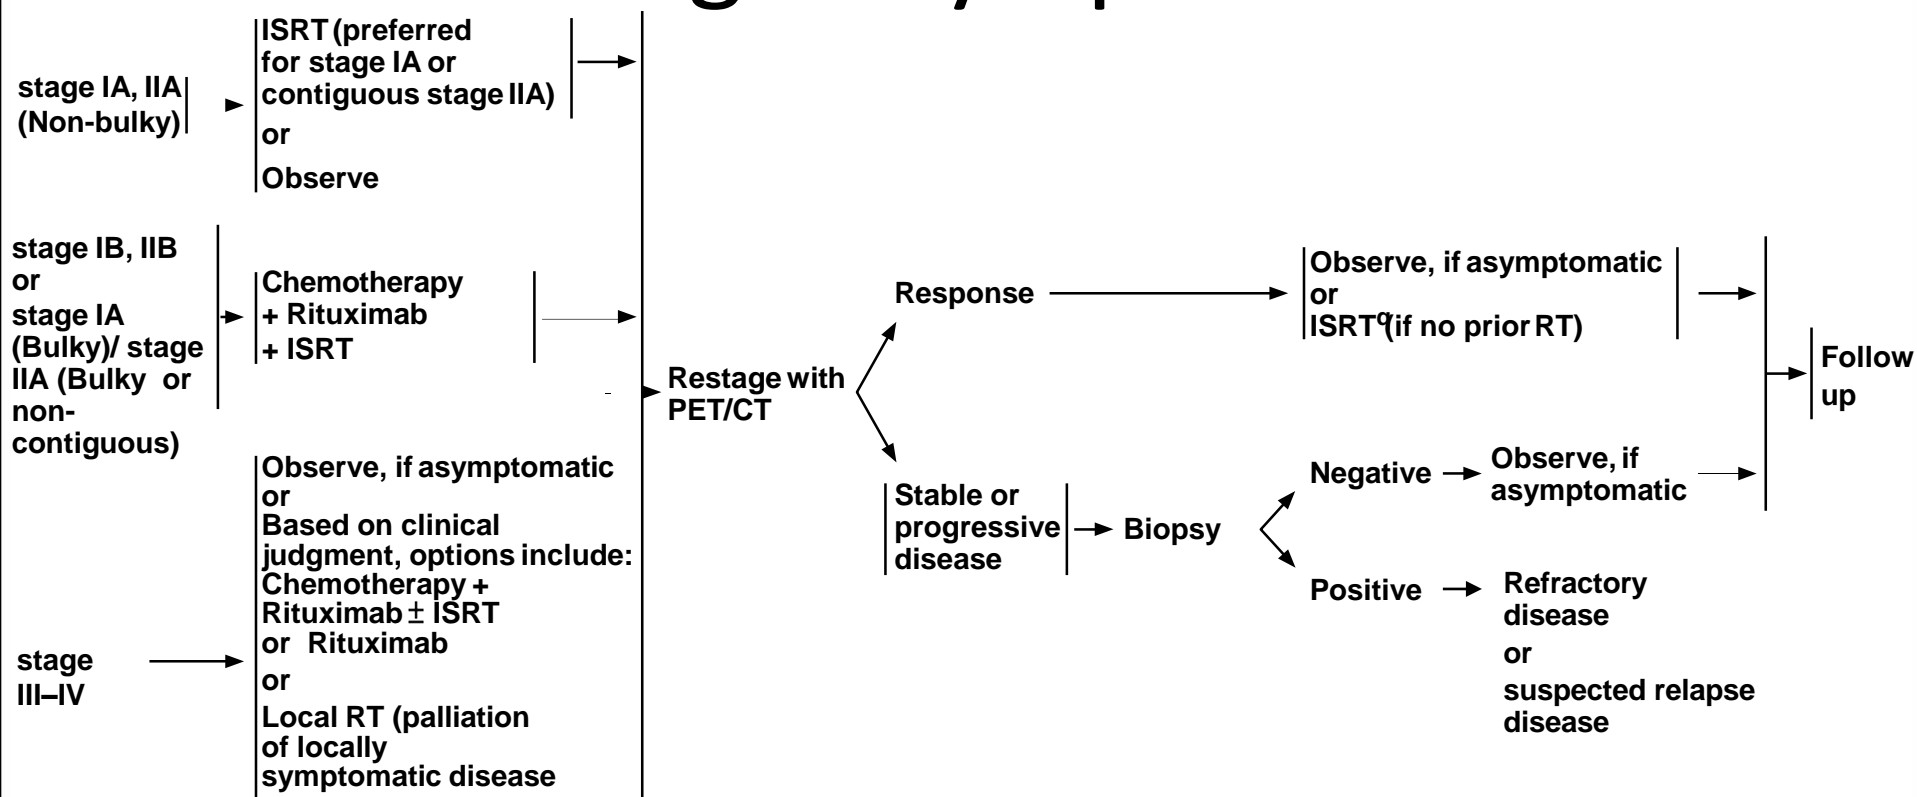 stage IA, IIA
(Non-bulky)
ISRT (preferred
for stage IA or
contiguous stage IIA)
or
Observe
stage IB, IIB
or
stage IA
(Bulky)/ stage
IIA (Bulky or
non-
contiguous)
Chemotherapy
+ Rituximab
+ ISRT
stage
III–IV
Observe, if asymptomatic
or
Based on clinical
judgment, options include:
Chemotherapy +
Rituximab ± ISRT
or Rituximab
or
Local RT (palliation
of locally
symptomatic disease
Restage with
PET/CT
Response
Observe, if asymptomatic
or
ISRTq(if no prior RT)
Stable or
progressive
disease
Biopsy
Negative
Observe, if
asymptomatic
Positive
Refractory
disease
or
suspected relapse
disease
Follow
up